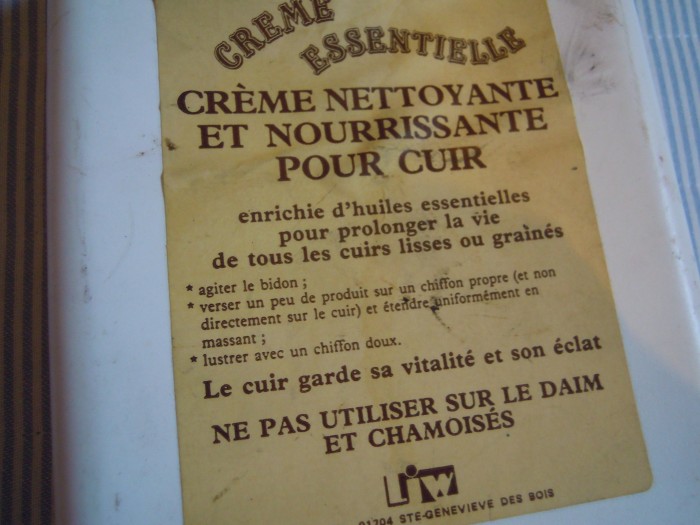 CREME
ESSENTIELLE
CRÈME NETTOYANTE
ET NOURRISSANTE
POUR CUIR
enrichie d'huiles essentielles
pour prolonger la vie
de tous les cuirs lisses ou grainés
* agiter le bidon ;
* verser un peu de produit sur un chiffon propre (et non
directement sur le cuir) et étendre uniformément en
massant ;
* lustrer avec un chiffon doux.
Le cuir garde sa vitalité et son éclat
NE PAS UTILISER SUR LE DAIM
ET CHAMOISÉS
LiW
91704 STE-GENEVIEVE DES BOIS